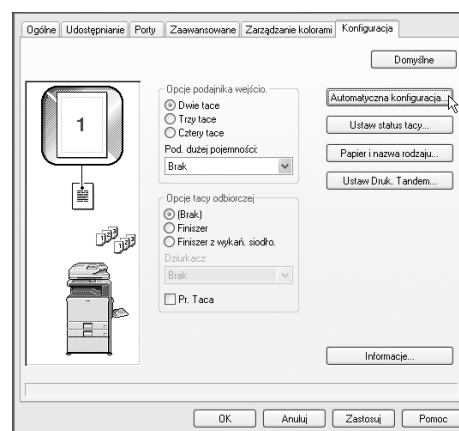 Ogólne Udostępnianie Porty Zaawansowane Zarządzanie kolorami Konfiguracja
Domyślne
1
Opcje podajnika wejścio.
Dwie tace
Trzy tace
Cztery tace
Pod. dużej pojemności:
Brak
Opcje tacy odbiorczej
(Brak)
Finiszer
Finiszer z wykań. siodło.
Dziurkacz:
Brak
Pr. Taca
Automatyczna konfiguracja...
Ustaw status tacy...
Papier i nazwa rodzaju...
Ustaw Druk. Tandem...
Informacje...
OK Anuluj Zastosuj Pomoc